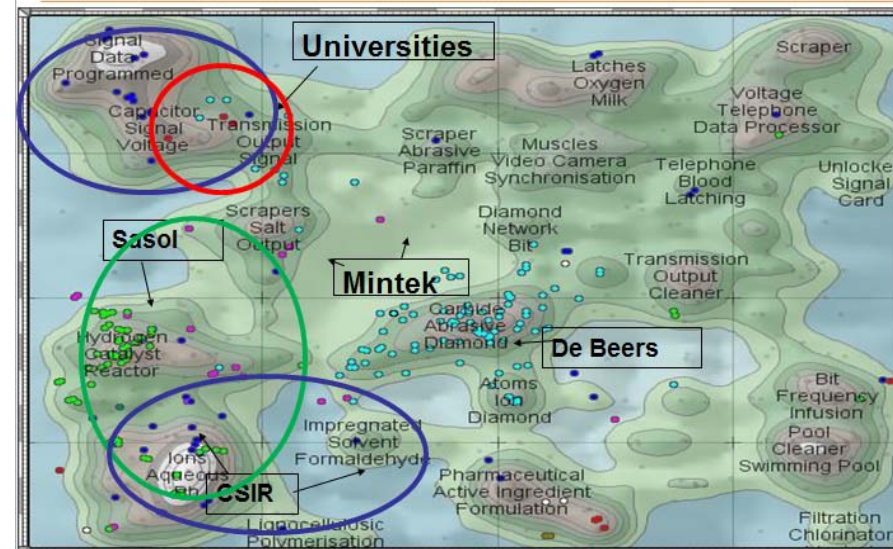 Signal
Data
Programmed
Universities
Latches
Oxygen
Milk
Scraper
Capacitor
Signal
Voltage
Transmission
Output
Signal
Scraper
Abrasive
Paraffin
Muscles
Video Camera
Synchronisation
Voltage
Telephone
Data Processor
Telephone
Blood
Latching
Unlocke
Signal
Card
Sasol
Scrapers
Salt
Output
Mintek
Diamond
Network
Bit
Transmission
Output
Cleaner
Hydrogen
Catalyst
Reactor
Carbide
Abrasive
Diamond
De Beers
Atoms
Ion
Diamond
Bit
Frequency
Infusion
Pool
Cleaner
Swimming Pool
Impregnated
Solvent
Formaldehyde
Ions
Aqueous
Ph
CSIR
Pharmaceutical
Active Ingredient
Formulation
Lignocellulosic
Polymerisation
Filtration
Chlorinator